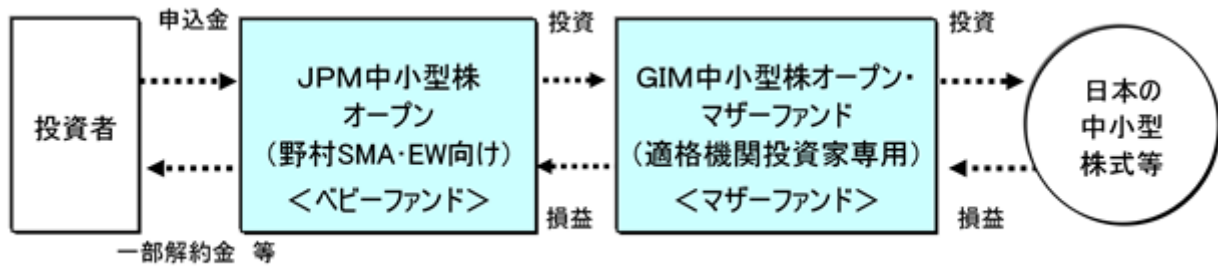 申込金
投資
投資
投資者
JPM中小型株
オープン
(野村SMA・EW向け)
<ベビーファンド>
GIM中小型株オープン・
マザーファンド
(適格機関投資家専用)
<マザーファンド>
日本の
中小型
株式等
一部解約金 等
損益
損益